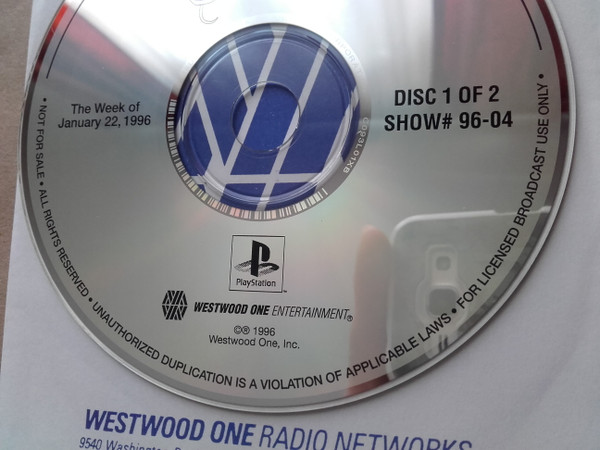 The Week of
January 22, 1996
DISC 1 OF 2
SHOW# 96-04
CD93L01XB
PlayStation
WESTWOOD ONE ENTERTAINMENT®
©℗ 1996
Westwood One, Inc.
• NOT FOR SALE • ALL RIGHTS RESERVED • UNAUTHORIZED DUPLICATION IS A VIOLATION OF APPLICABLE LAWS • FOR LICENSED BROADCAST USE ONLY •
WESTWOOD ONE RADIO NETWORKS
9540